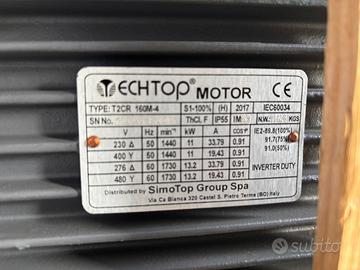 TECHTOP® MOTOR CE
TYPE: T2CR 160M-4 S1-100% (H) 2017 IEC60034
SN No. Th.Cl. F IP55 IM N.W. KGS
V Hz min⁻¹ kW A COSφ IE2-89.8(100%)
230 Δ 50 1440 11 33.79 0.91 91.7(75%)
400 Y 50 1440 11 19.43 0.91 91.0(50%)
276 Δ 60 1730 13.2 33.79 0.91
480 Y 60 1730 13.2 19.43 0.91 INVERTER DUTY
Distributed by SimoTop Group Spa
Via Ca Bianca 320 Castel S. Pietro Terme (BO) Italy
subito